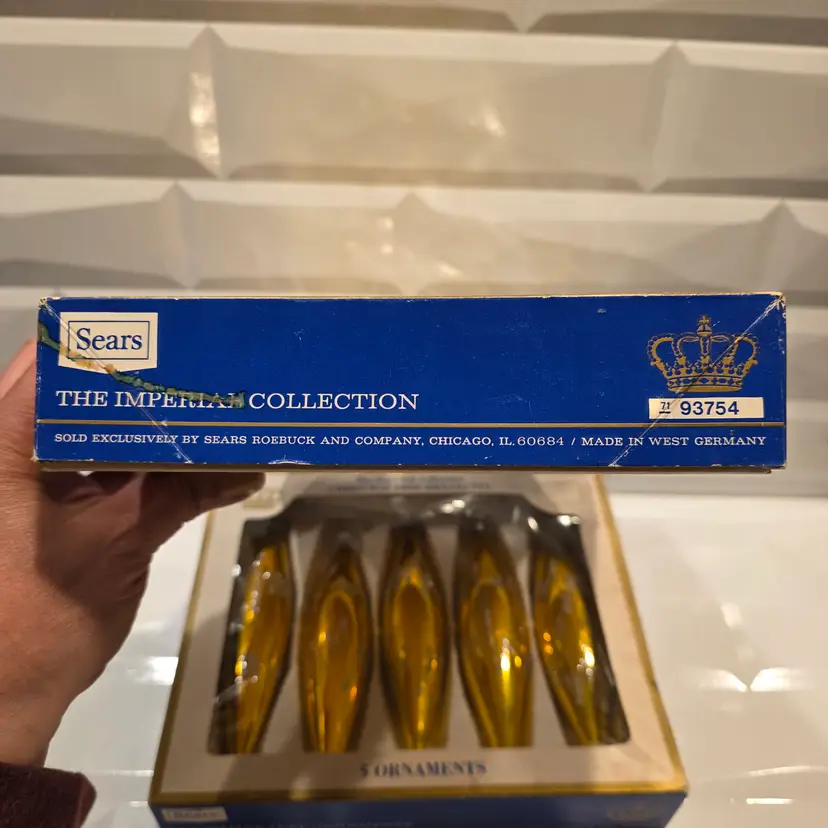 Sears
THE IMPERIAL COLLECTION
71 93754
SOLD EXCLUSIVELY BY SEARS ROEBUCK AND COMPANY, CHICAGO, IL. 60684 / MADE IN WEST GERMANY
5 ORNAMENTS
Sears